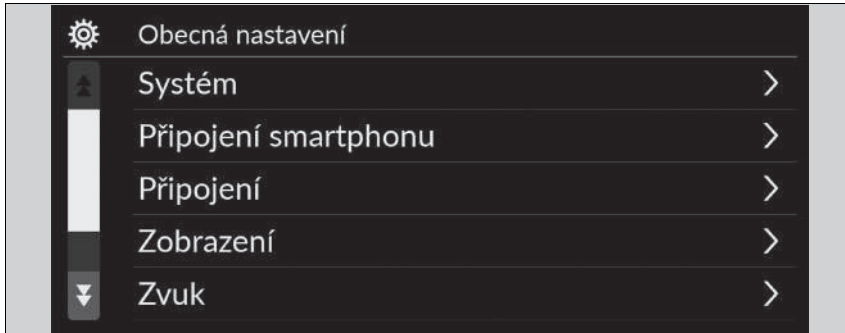 Obecná nastavení
Systém
Připojení smartphonu
Připojení
Zobrazení
Zvuk